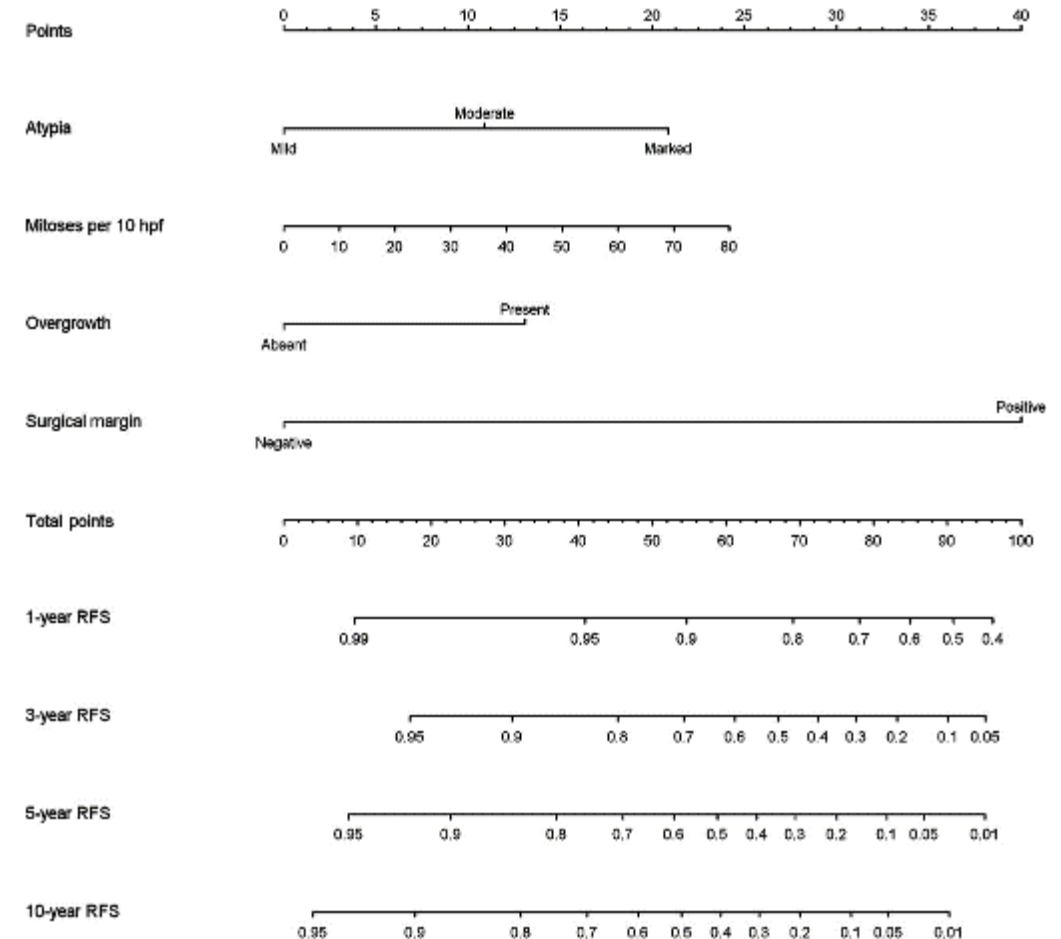 0 5 10 15 20 25 30 35 40
Points
Moderate
Atypia
Mild Marked
Mitoses per 10 hpf
0 10 20 30 40 50 60 70 80
Present
Overgrowth
Absent
Positive
Surgical margin
Negative
Total points
0 10 20 30 40 50 60 70 80 90 100
1-year RFS
0.99 0.95 0.9 0.8 0.7 0.6 0.5 0.4
3-year RFS
0.95 0.9 0.8 0.7 0.6 0.5 0.4 0.3 0.2 0.1 0.05
5-year RFS
0.95 0.9 0.8 0.7 0.6 0.5 0.4 0.3 0.2 0.1 0.05 0.01
10-year RFS
0.95 0.9 0.8 0.7 0.6 0.5 0.4 0.3 0.2 0.1 0.05 0.01